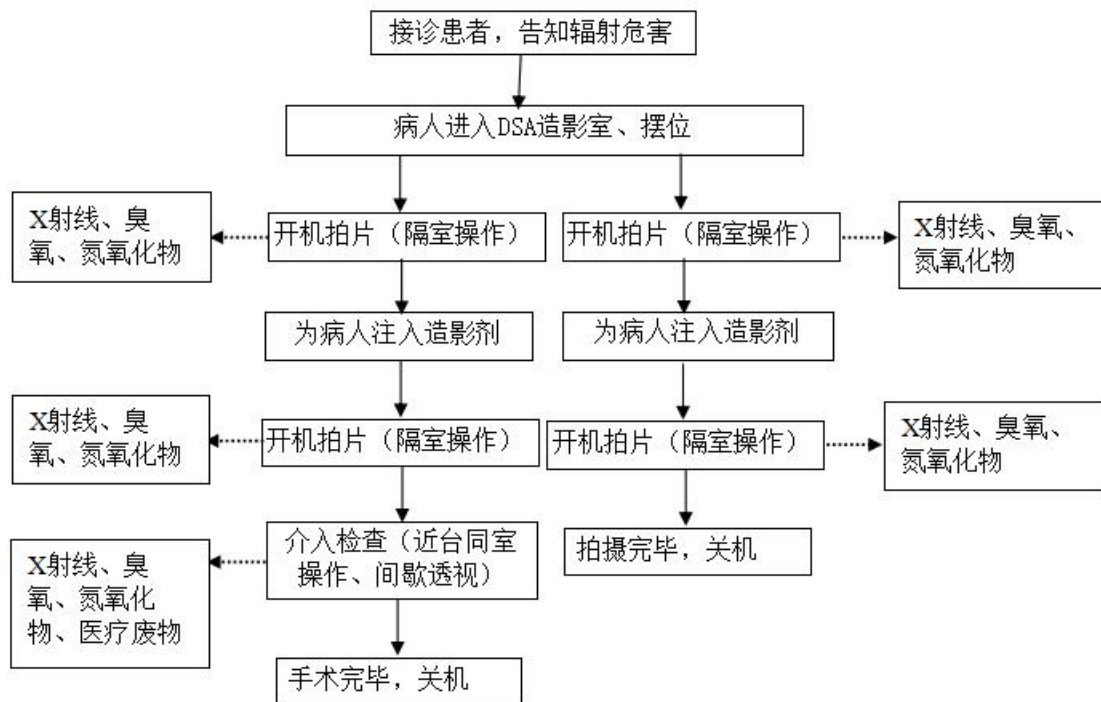 接诊患者，告知辐射危害
病人进入DSA造影室、摆位
X射线、臭
氧、氮氧化物
开机拍片（隔室操作）
开机拍片（隔室操作）
X射线、臭氧、
氮氧化物
为病人注入造影剂
为病人注入造影剂
X射线、臭
氧、氮氧化物
开机拍片（隔室操作）
开机拍片（隔室操作）
X射线、臭氧、
氮氧化物
X射线、臭
氧、氮氧化
物、医疗废物
介入检查（近台同室
操作、间歇透视）
拍摄完毕，关机
手术完毕，关机